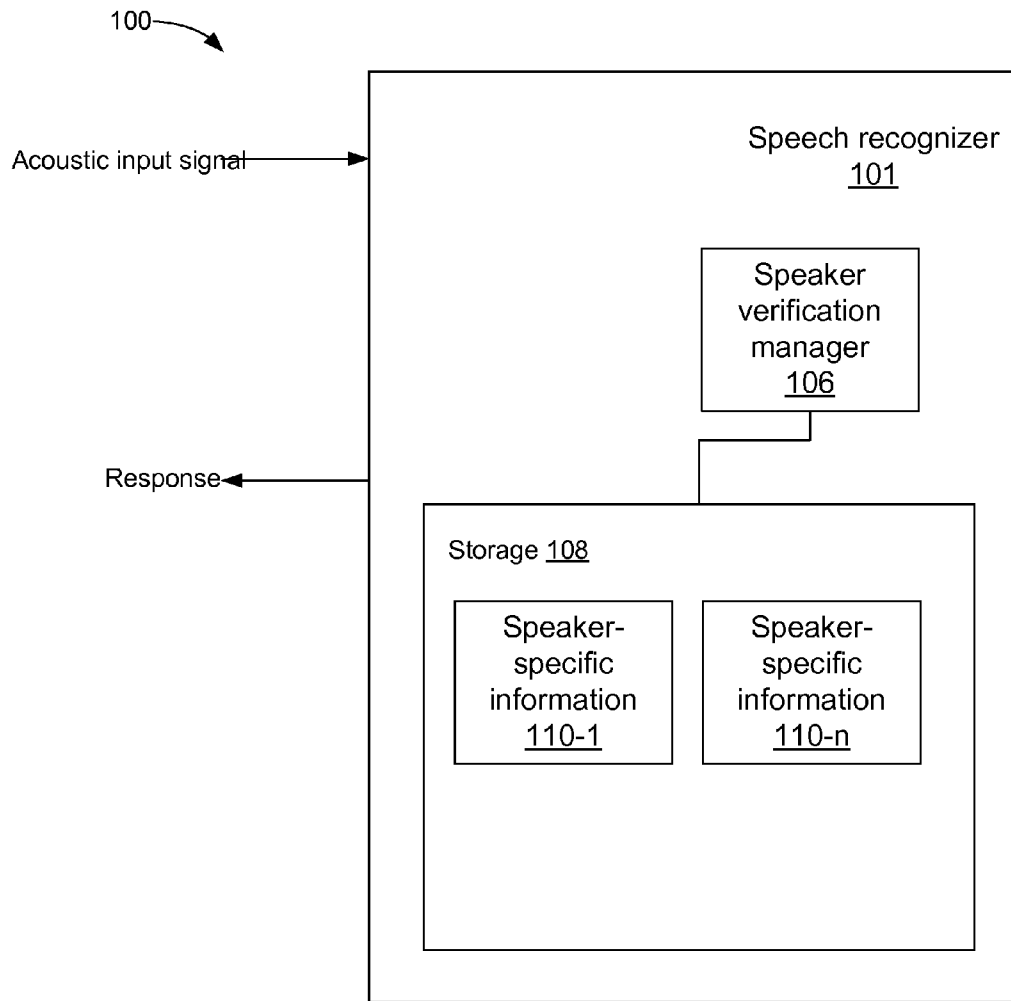 100
Acoustic input signal
Speech recognizer
101
Speaker
verification
manager
106
Response
Storage 108
Speaker-
specific
information
110-1
Speaker-
specific
information
110-n